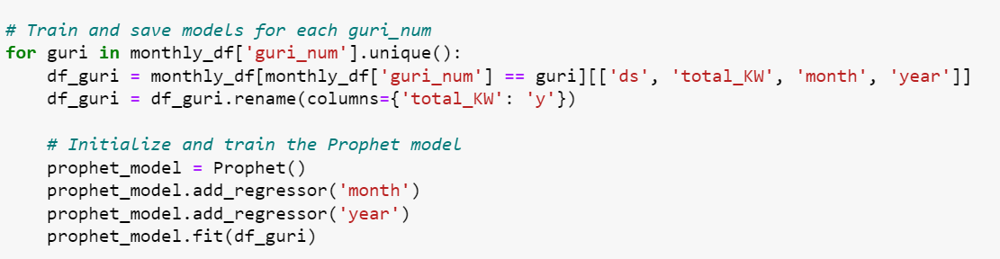 # Train and save models for each guri_num
for guri in monthly_df['guri_num'].unique():
    df_guri = monthly_df[monthly_df['guri_num'] == guri][['ds', 'total_KW', 'month', 'year']]
    df_guri = df_guri.rename(columns={'total_KW': 'y'})
    # Initialize and train the Prophet model
    prophet_model = Prophet()
    prophet_model.add_regressor('month')
    prophet_model.add_regressor('year')
    prophet_model.fit(df_guri)